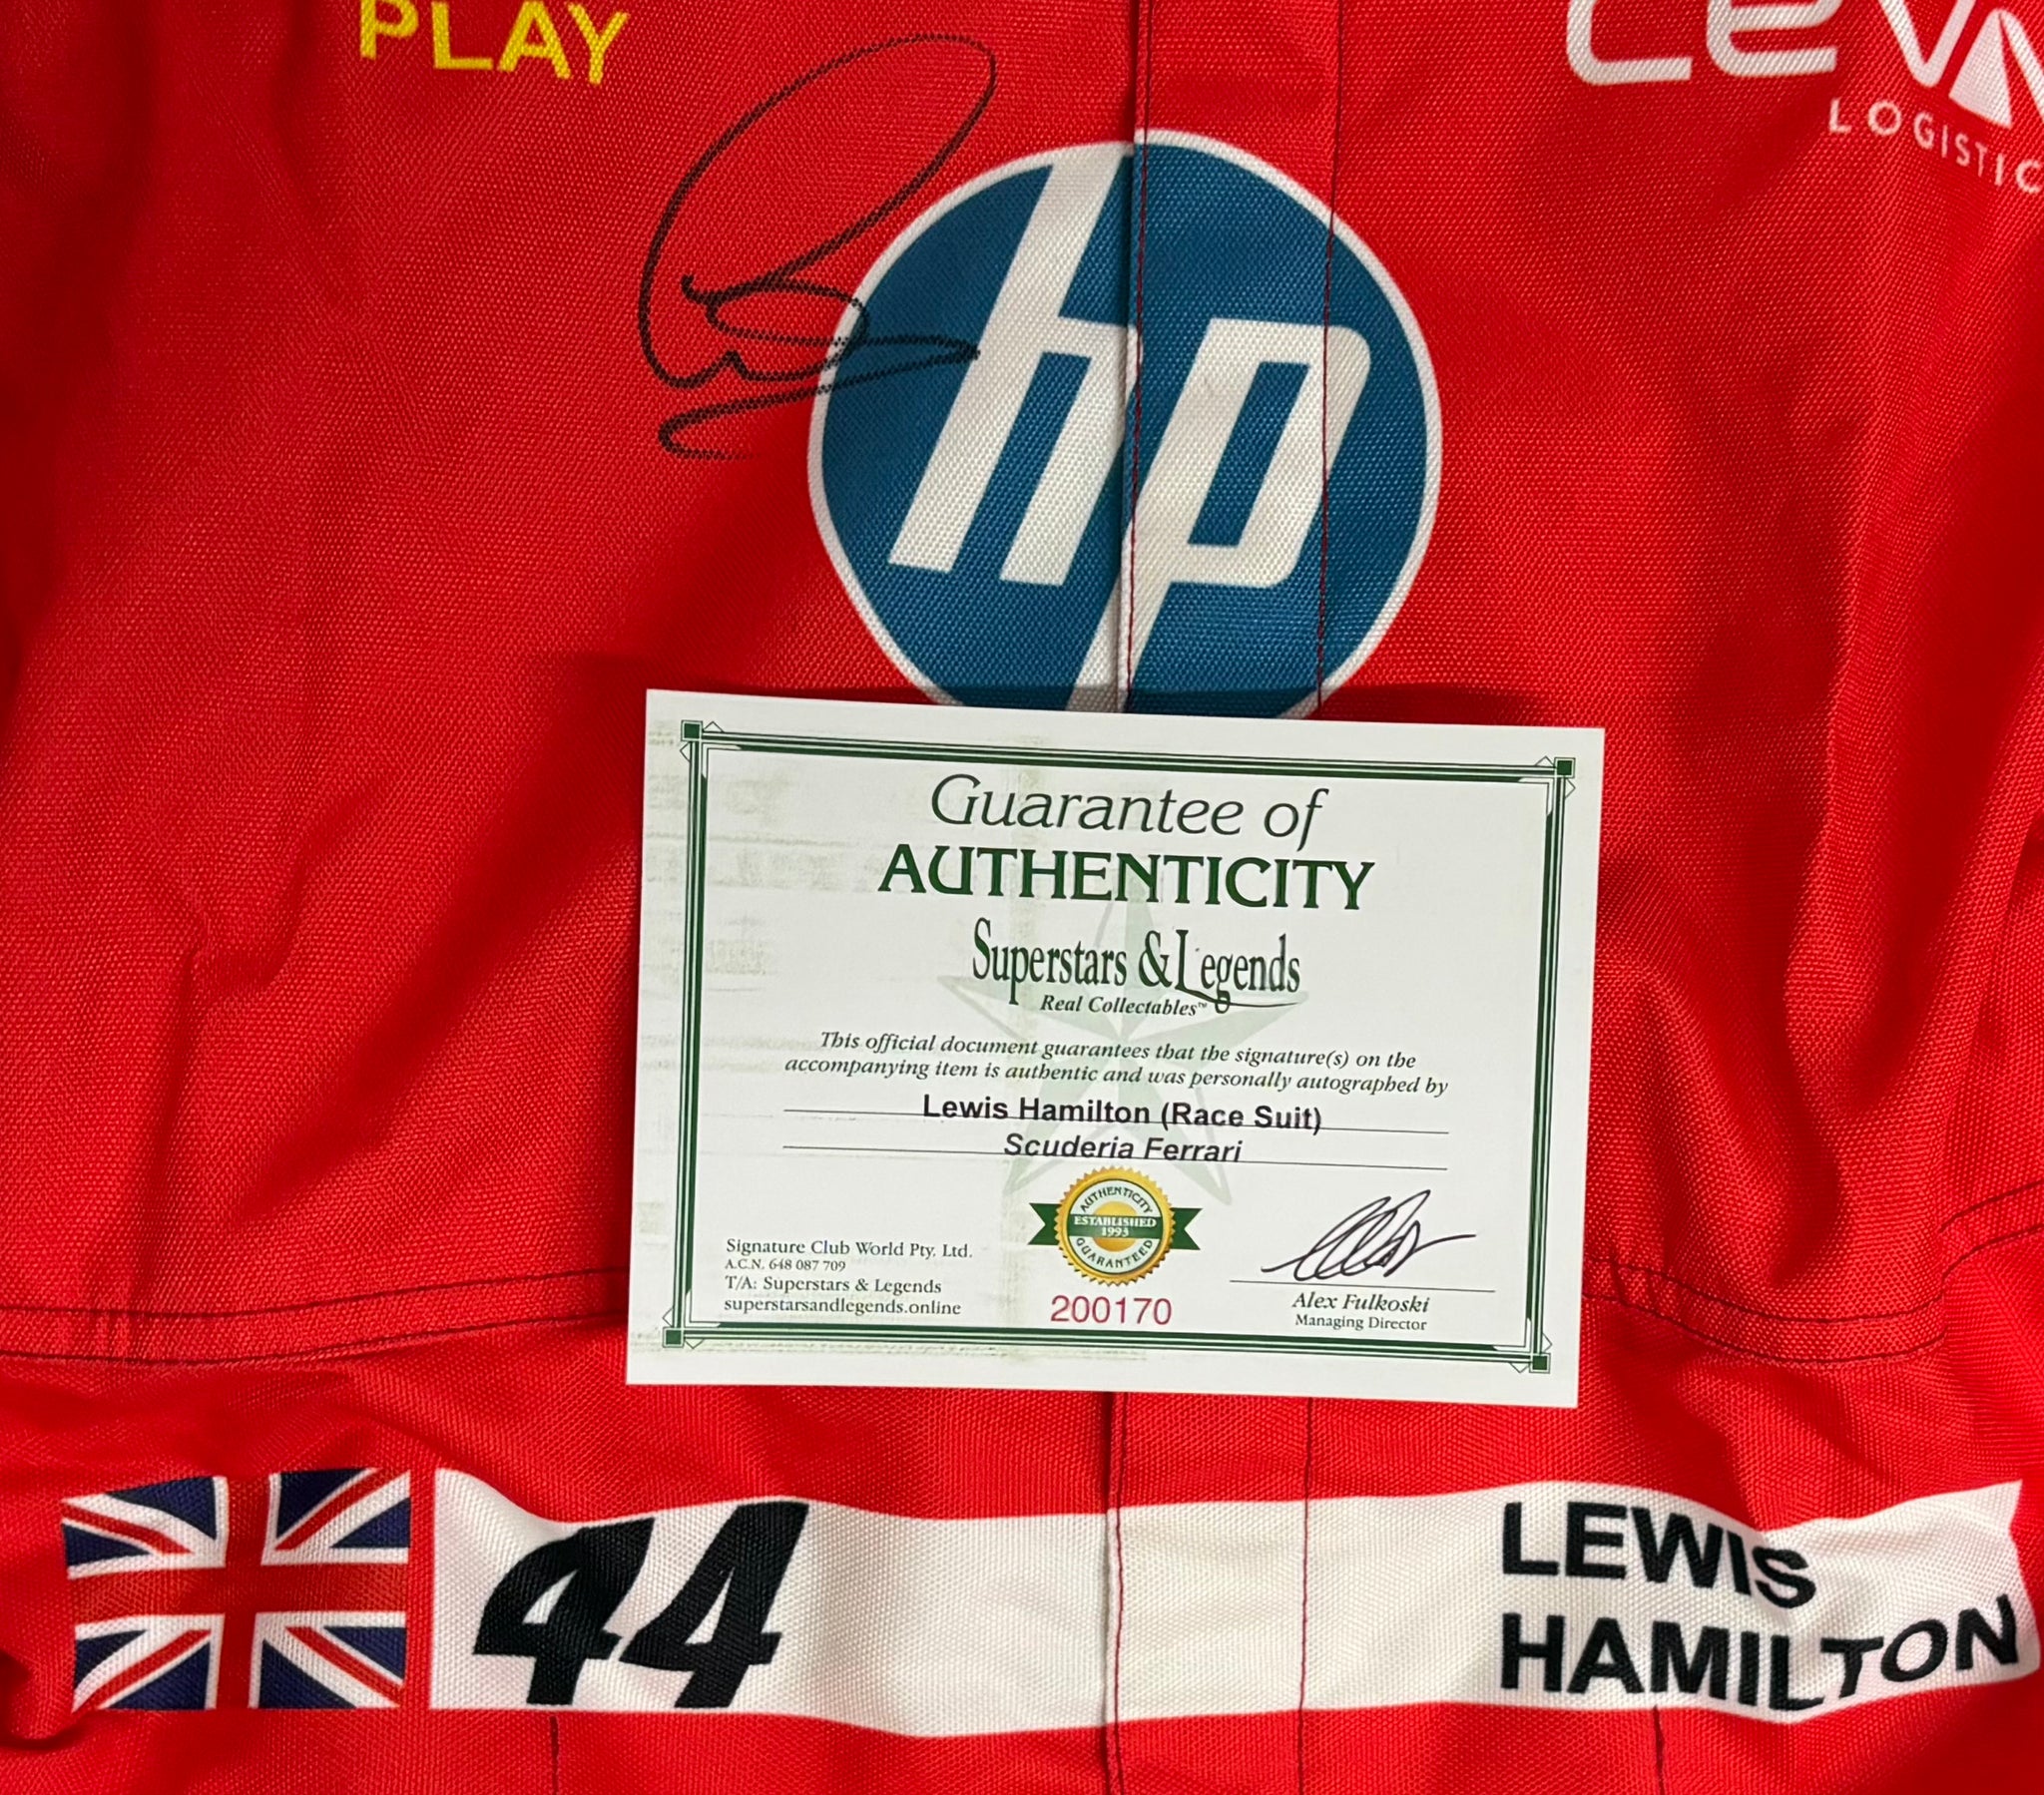 PLAY
LOGISTIC
hp
Guarantee of
AUTHENTICITY
Superstars & Legends
Real Collectables™
This official document guarantees that the signature(s) on the
accompanying item is authentic and was personally autographed by
Lewis Hamilton (Race Suit)
Scuderia Ferrari
AUTHENTICITY
ESTABLISHED
1993
GUARANTEED
Signature Club World Pty. Ltd.
A.C.N. 648 087 709
T/A: Superstars & Legends
superstarsandlegends.online
200170
Alex Fulkoski
Managing Director
44
LEWIS
HAMILTON